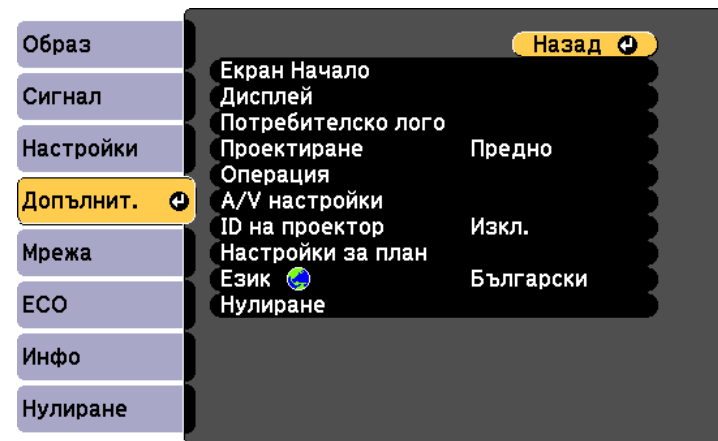 Образ
Сигнал
Настройки
Допълнит.
Мрежа
ECO
Инфо
Нулиране
Назад
Екран Начало
Дисплей
Потребителско лого
Проектиране Предно
Операция
A/V настройки
ID на проектор Изкл.
Настройки за план
Език Български
Нулиране